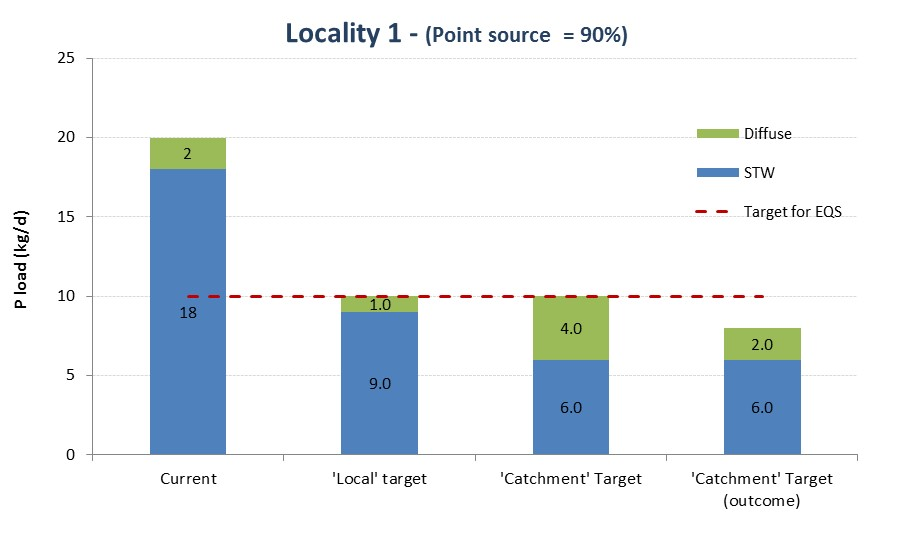 Locality 1 - (Point source = 90%)
25
20
15
10
5
0
P load (kg/d)
Diffuse
STW
Target for EQS
2
18
1.0
9.0
4.0
6.0
2.0
6.0
Current
'Local' target
'Catchment' Target
'Catchment' Target
(outcome)